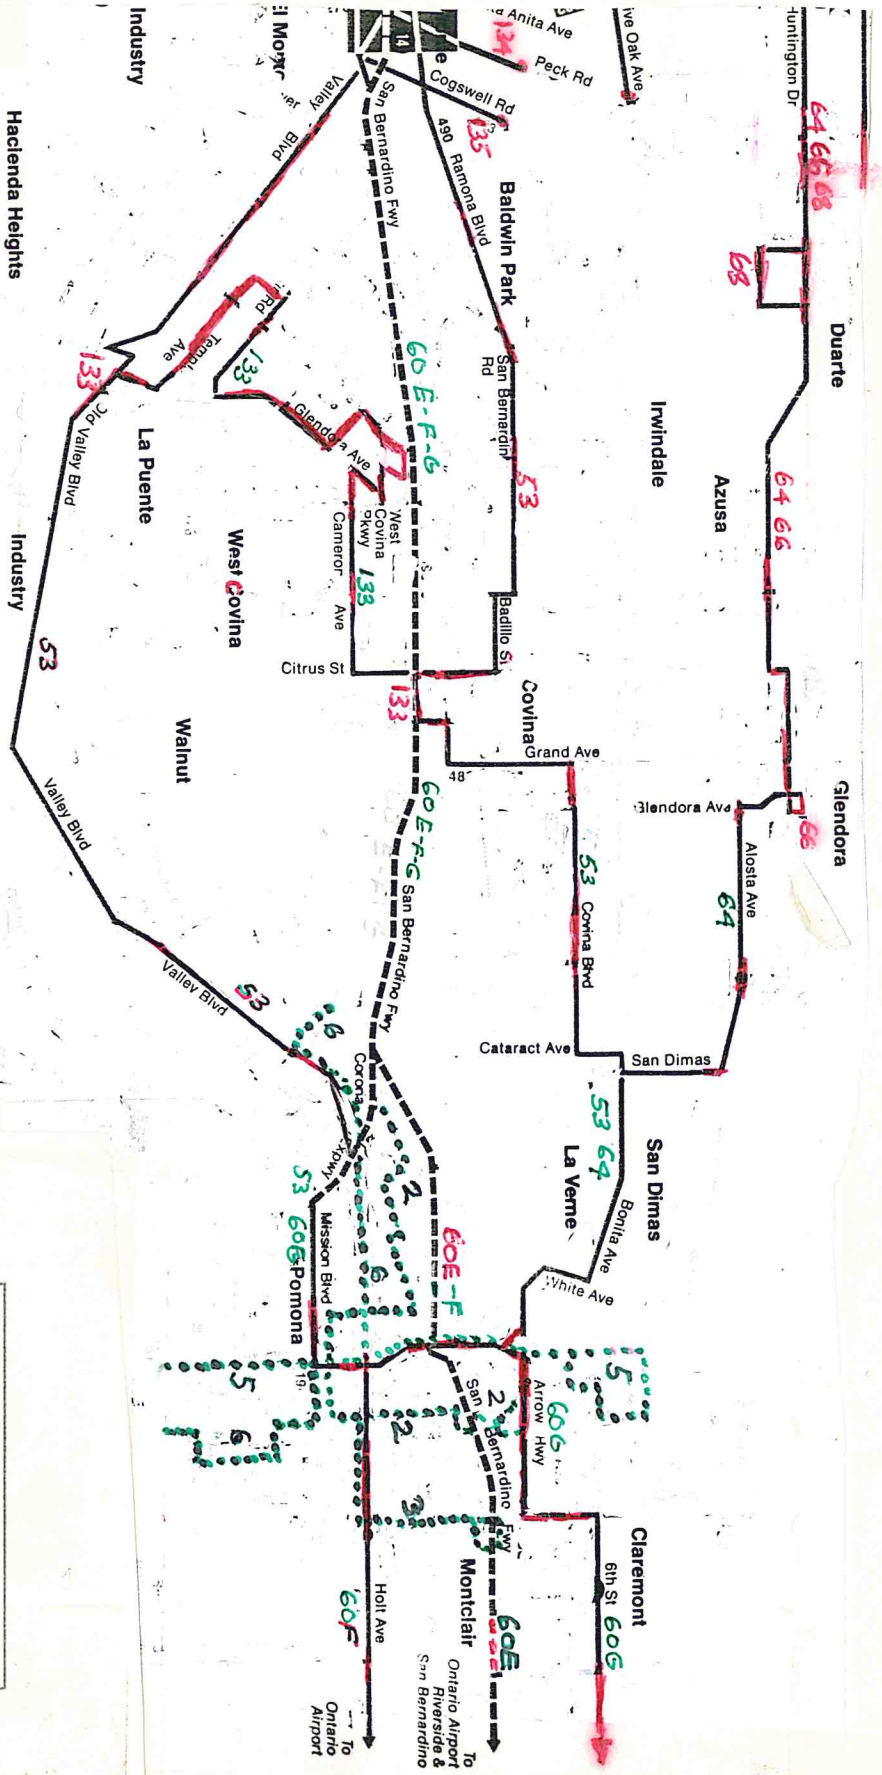 Huntington Dr
64 66 68
68
Duarte
64 66
Irwindale
Azusa
66
Glendora
Glendora Ave
Alosta Ave
64
San Dimas
San Dimas
Anita Ave
134
Peck Rd
Oak Ave
Cogswell Rd
135
490
Ramona Blvd
Baldwin Park
San Bernardin
Rd
53
Badillo St
Covina
Grand Ave
48
53
Covina Blvd
Cataract Ave
53 64
La Verne
Bonita Ave
White Ave
14
San Bernardino Fwy
60 E-F-G
West
Covina
Pkwy
133
Cameron
Ave
Citrus St
133
60 E-F-G
San Bernardino Fwy
Corona
Expwy
60E-F
5
Arrow Hwy
60G
Claremont
6th St
60G
2
San Bernardino Fwy
Montclair
60E
To
Ontario Airport
Riverside &
San Bernardino
El Monte
Industry
Hacienda Heights
Valley Blvd
Rd
Temple
Ave
133
Glendora Ave
133
Old Valley Blvd
La Puente
West Covina
Industry
53
Walnut
Valley Blvd
Valley Blvd
53
6
2
6
53
60G
Mission Blvd
Pomona
19
5
6
2
3
Holt Ave
60F
To
Ontario
Airport